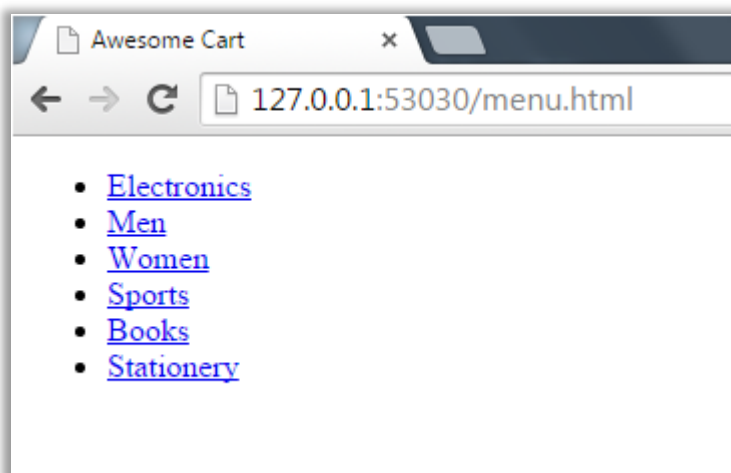 Awesome Cart
127.0.0.1:53030/menu.html
Electronics
Men
Women
Sports
Books
Stationery